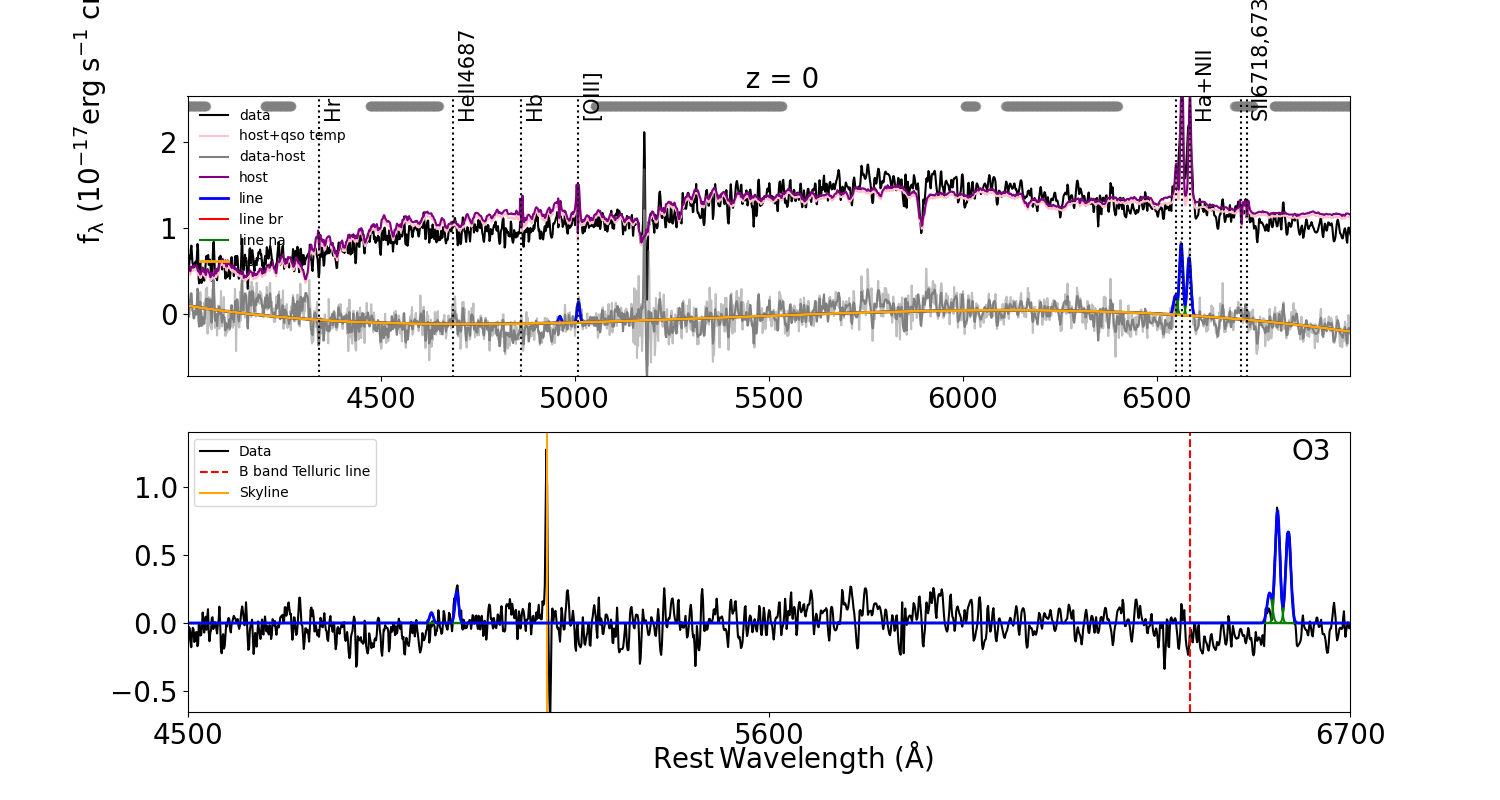 z = 0
Hr
HeII4687
Hb
[OIII]
Ha+NII
SII6718,673
f_λ (10^−17 erg s^−1 c
data
host+qso temp
data-host
host
line
line br
line na
2
1
0
4500 5000 5500 6000 6500
O3
Data
B band Telluric line
Skyline
1.0
0.5
0.0
−0.5
4500 5600 6700
Rest Wavelength (Å)